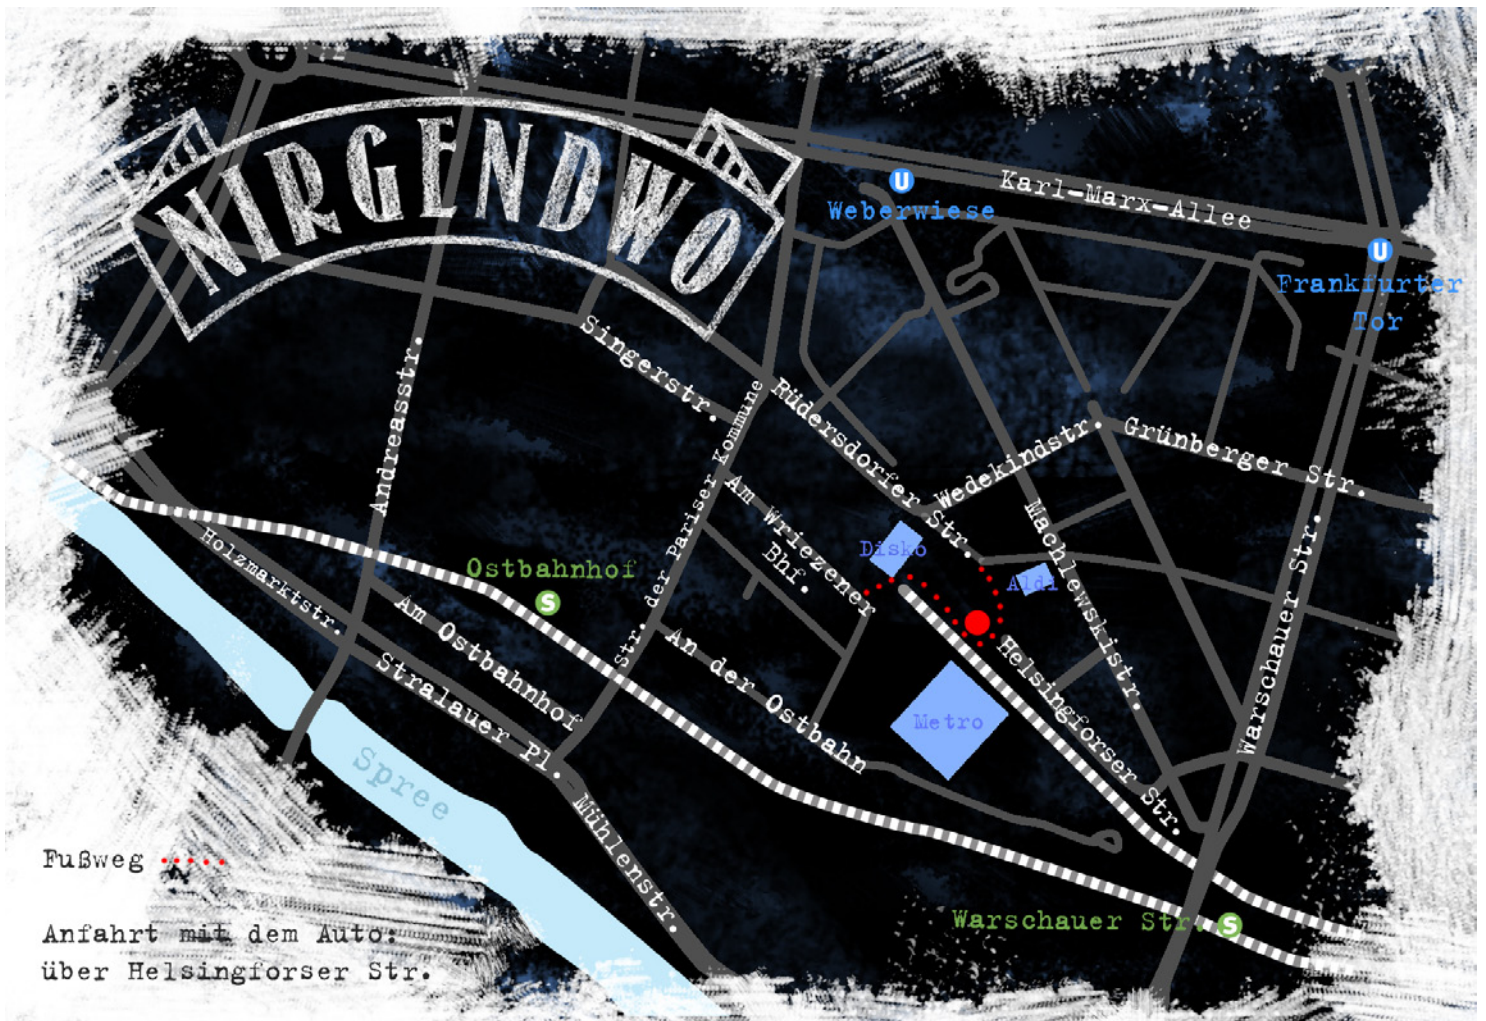 NIRGENDWO
U
Weberwiese
Karl-Marx-Allee
U
Frankfurter
Tor
Singerstr.
Andreasstr.
Str. der Pariser Kommune
Rüdersdorfer Str.
Wedekindstr.
Grünberger Str.
Am Wriezener
Bhf.
Machlewskistr.
Warschauer Str.
Disko
Aldi
Holzmarktstr.
Ostbahnhof
S
Am Ostbahnhof
An der Ostbahn
Helsingforser Str.
Stralauer Pl.
Metro
Spree
Mühlenstr.
Warschauer Str.
S
Fußweg
Anfahrt mit dem Auto:
über Helsingforser Str.